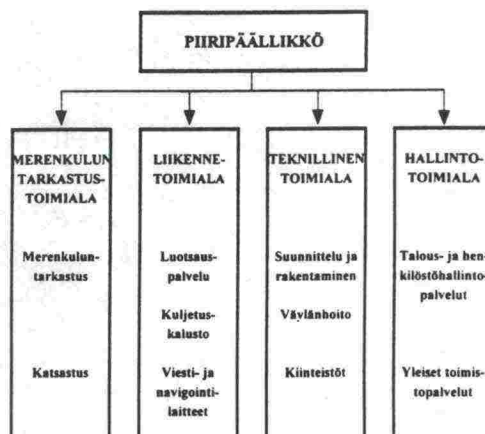 PIIRIPÄÄLLIKKÖ
MERENKULUN
TARKASTUS-
TOIMIALA
Merenkulun-
tarkastus
Katsastus
LIIKENNE-
TOIMIALA
Luotsaus-
palvelu
Kuljetus-
kalusto
Viesti- ja
navigointi-
laitteet
TEKNILLINEN
TOIMIALA
Suunnittelu ja
rakentaminen
Väylänhoito
Kiinteistöt
HALLINTO-
TOIMIALA
Talous- ja hen-
kilöstöhallinto-
palvelut
Yleiset toimis-
topalvelut